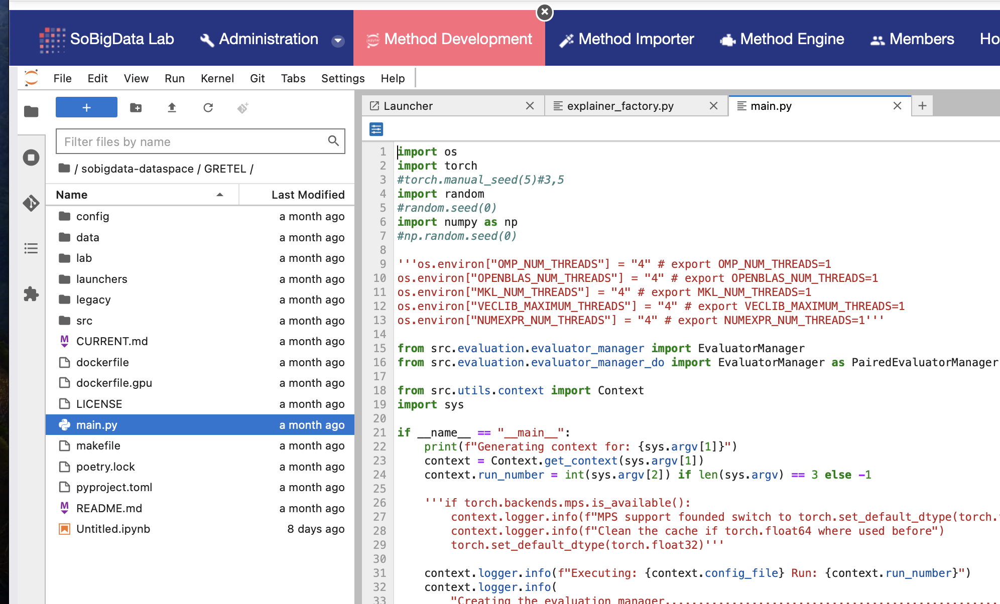 SoBigData Lab Administration Method Development Method Importer Method Engine Members Ho
File Edit View Run Kernel Git Tabs Settings Help
Launcher explainer_factory.py main.py
Filter files by name
/ sobigdata-dataspace / GRETEL /
Name Last Modified
config a month ago
data a month ago
lab a month ago
launchers a month ago
legacy a month ago
src a month ago
CURRENT.md a month ago
dockerfile a month ago
dockerfile.gpu a month ago
LICENSE a month ago
main.py a month ago
makefile a month ago
poetry.lock a month ago
pyproject.toml a month ago
README.md a month ago
Untitled.ipynb 8 days ago
1 import os
2 import torch
3 #torch.manual_seed(5)#3,5
4 import random
5 #random.seed(0)
6 import numpy as np
7 #np.random.seed(0)
8
9 '''os.environ["OMP_NUM_THREADS"] = "4" # export OMP_NUM_THREADS=1
10 os.environ["OPENBLAS_NUM_THREADS"] = "4" # export OPENBLAS_NUM_THREADS=1
11 os.environ["MKL_NUM_THREADS"] = "4" # export MKL_NUM_THREADS=1
12 os.environ["VECLIB_MAXIMUM_THREADS"] = "4" # export VECLIB_MAXIMUM_THREADS=1
13 os.environ["NUMEXPR_NUM_THREADS"] = "4" # export NUMEXPR_NUM_THREADS=1'''
14
15 from src.evaluation.evaluator_manager import EvaluatorManager
16 from src.evaluation.evaluator_manager_do import EvaluatorManager as PairedEvaluatorManager
17
18 from src.utils.context import Context
19 import sys
20
21 if __name__ == "__main__":
22     print(f"Generating context for: {sys.argv[1]}")
23     context = Context.get_context(sys.argv[1])
24     context.run_number = int(sys.argv[2]) if len(sys.argv) == 3 else -1
25
26     '''if torch.backends.mps.is_available():
27         context.logger.info(f"MPS support founded switch to torch.set_default_dtype(torch.
28         context.logger.info(f"Clean the cache if torch.float64 where used before")
29         torch.set_default_dtype(torch.float32)'''
30
31     context.logger.info(f"Executing: {context.config_file} Run: {context.run_number}")
32     context.logger.info(
33         "Creating the evaluation manager...................................................